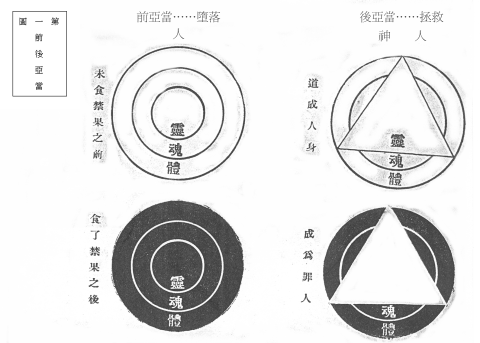 第一圖
前後亞當
前亞當……墮落
人
後亞當……拯救
神 人
未食禁果之前
靈
魂
體
道成人身
靈
魂
體
食了禁果之後
靈
魂
體
成為罪人
魂
體